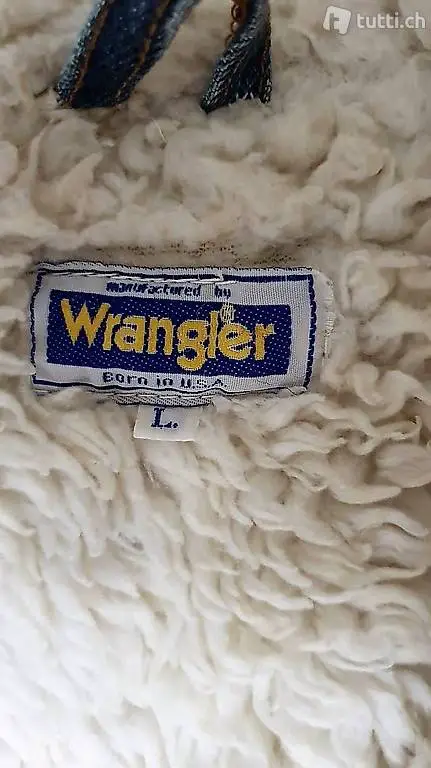 tutti.ch
manufactured by
Wrangler®
Born in U.S.A
L.